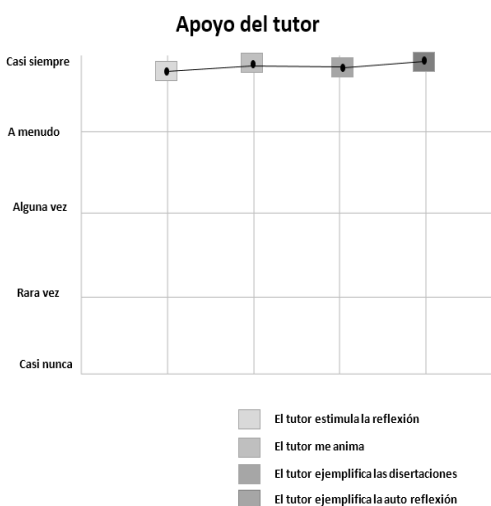 Apoyo del tutor
Casi siempre
A menudo
Alguna vez
Rara vez
Casi nunca
El tutor estimula la reflexión
El tutor me anima
El tutor ejemplifica las disertaciones
El tutor ejemplifica la auto reflexión